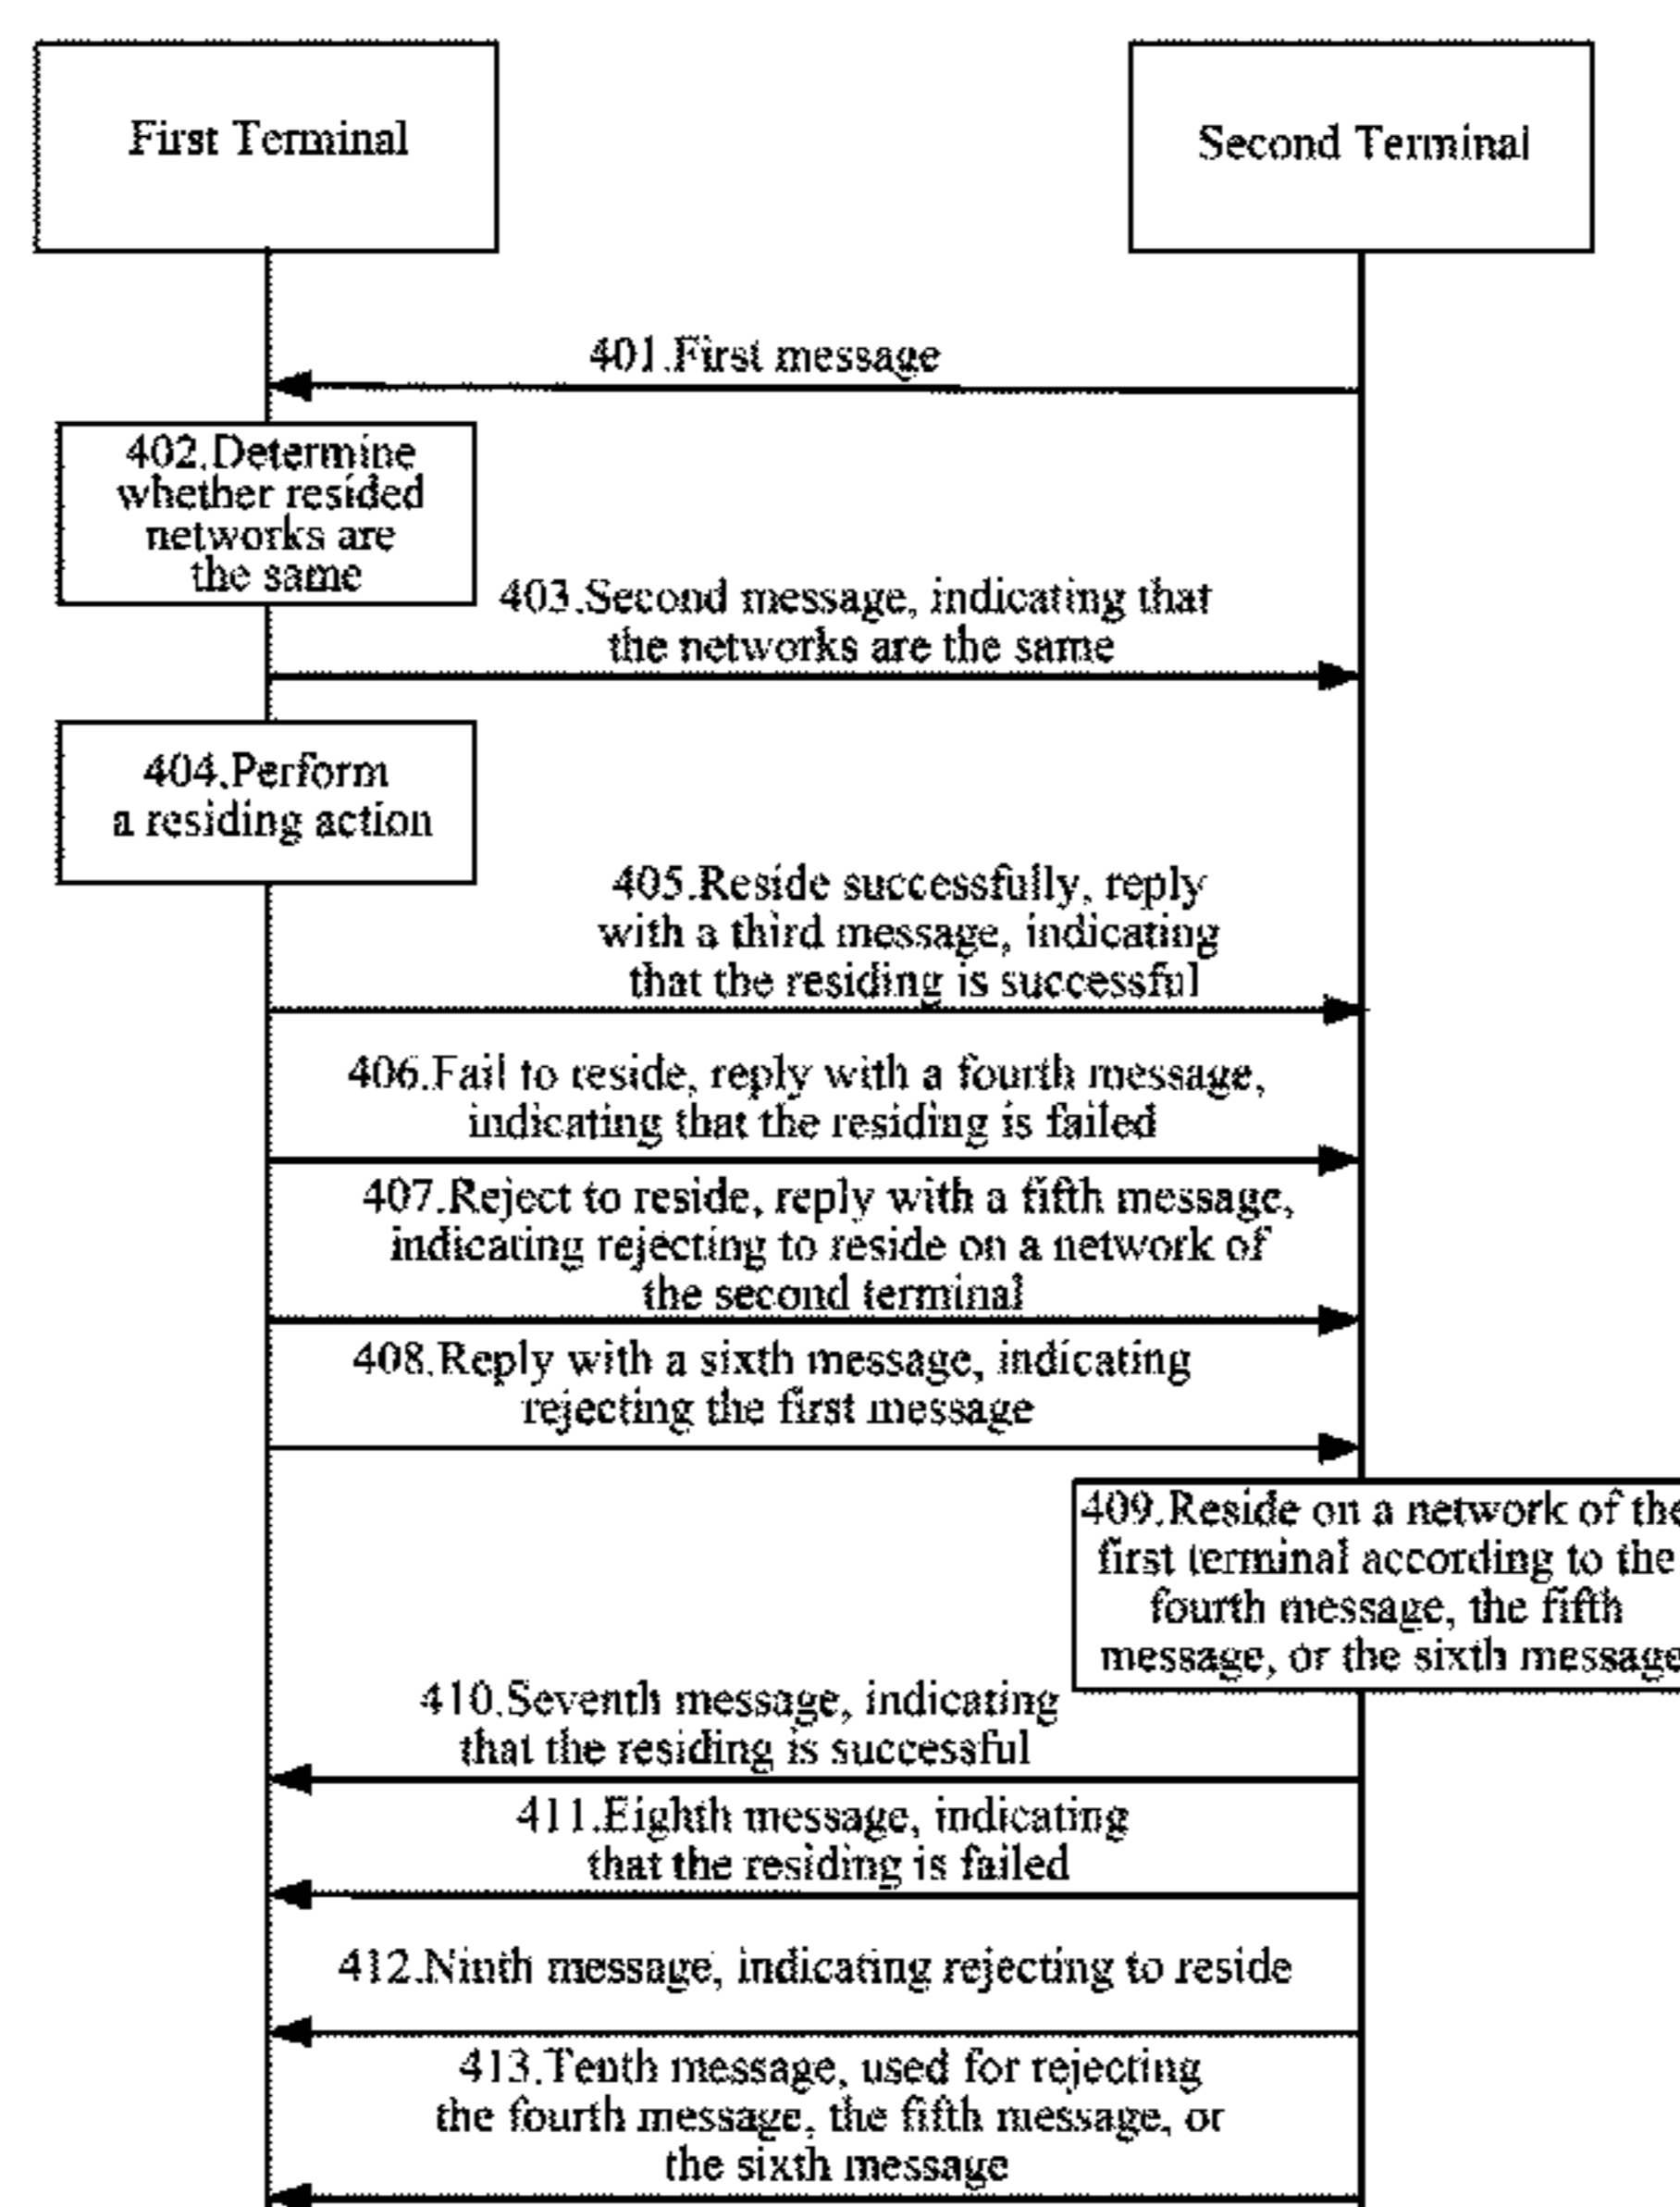 First Terminal
Second Terminal
401.First message
402.Determine
whether resided
networks are
the same
403.Second message, indicating that
the networks are the same
404.Perform
a residing action
405.Reside successfully, reply
with a third message, indicating
that the residing is successful
406.Fail to reside, reply with a fourth message,
indicating that the residing is failed
407.Reject to reside, reply with a fifth message,
indicating rejecting to reside on a network of
the second terminal
408.Reply with a sixth message, indicating
rejecting the first message
409.Reside on a network of the
first terminal according to the
fourth message, the fifth
message, or the sixth message
410.Seventh message, indicating
that the residing is successful
411.Eighth message, indicating
that the residing is failed
412.Ninth message, indicating rejecting to reside
413.Tenth message, used for rejecting
the fourth message, the fifth message, or
the sixth message